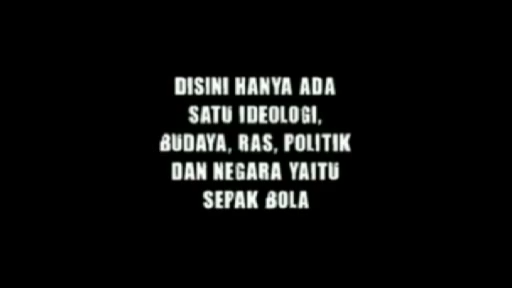 DISINI HANYA ADA
SATU IDEOLOGI,
BUDAYA, RAS, POLITIK
DAN NEGARA YAITU
SEPAK BOLA